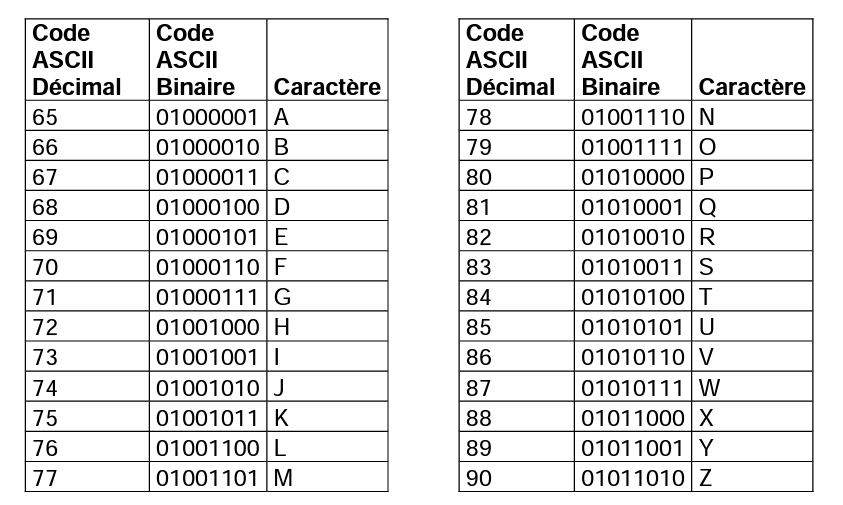 Code ASCII Décimal Code ASCII Binaire Caractère
65 01000001 A
66 01000010 B
67 01000011 C
68 01000100 D
69 01000101 E
70 01000110 F
71 01000111 G
72 01001000 H
73 01001001 I
74 01001010 J
75 01001011 K
76 01001100 L
77 01001101 M
Code ASCII Décimal Code ASCII Binaire Caractère
78 01001110 N
79 01001111 O
80 01010000 P
81 01010001 Q
82 01010010 R
83 01010011 S
84 01010100 T
85 01010101 U
86 01010110 V
87 01010111 W
88 01011000 X
89 01011001 Y
90 01011010 Z